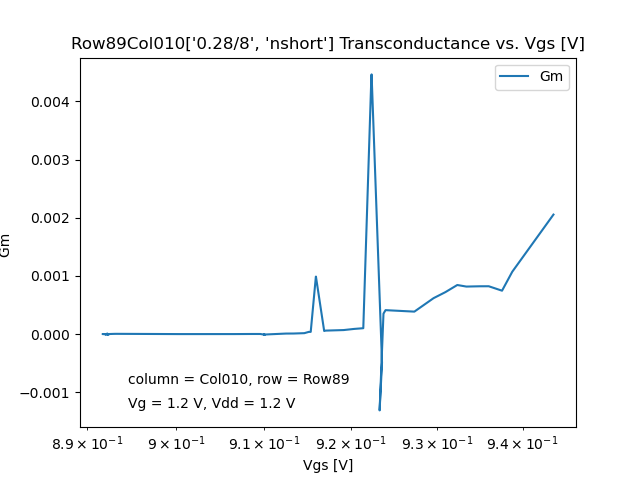 Row89Col010['0.28/8', 'nshort'] Transconductance vs. Vgs [V]
Gm
0.004
0.003
0.002
0.001
0.000
−0.001
Gm
column = Col010, row = Row89
Vg = 1.2 V, Vdd = 1.2 V
8.9 × 10⁻¹ 9 × 10⁻¹ 9.1 × 10⁻¹ 9.2 × 10⁻¹ 9.3 × 10⁻¹ 9.4 × 10⁻¹
Vgs [V]